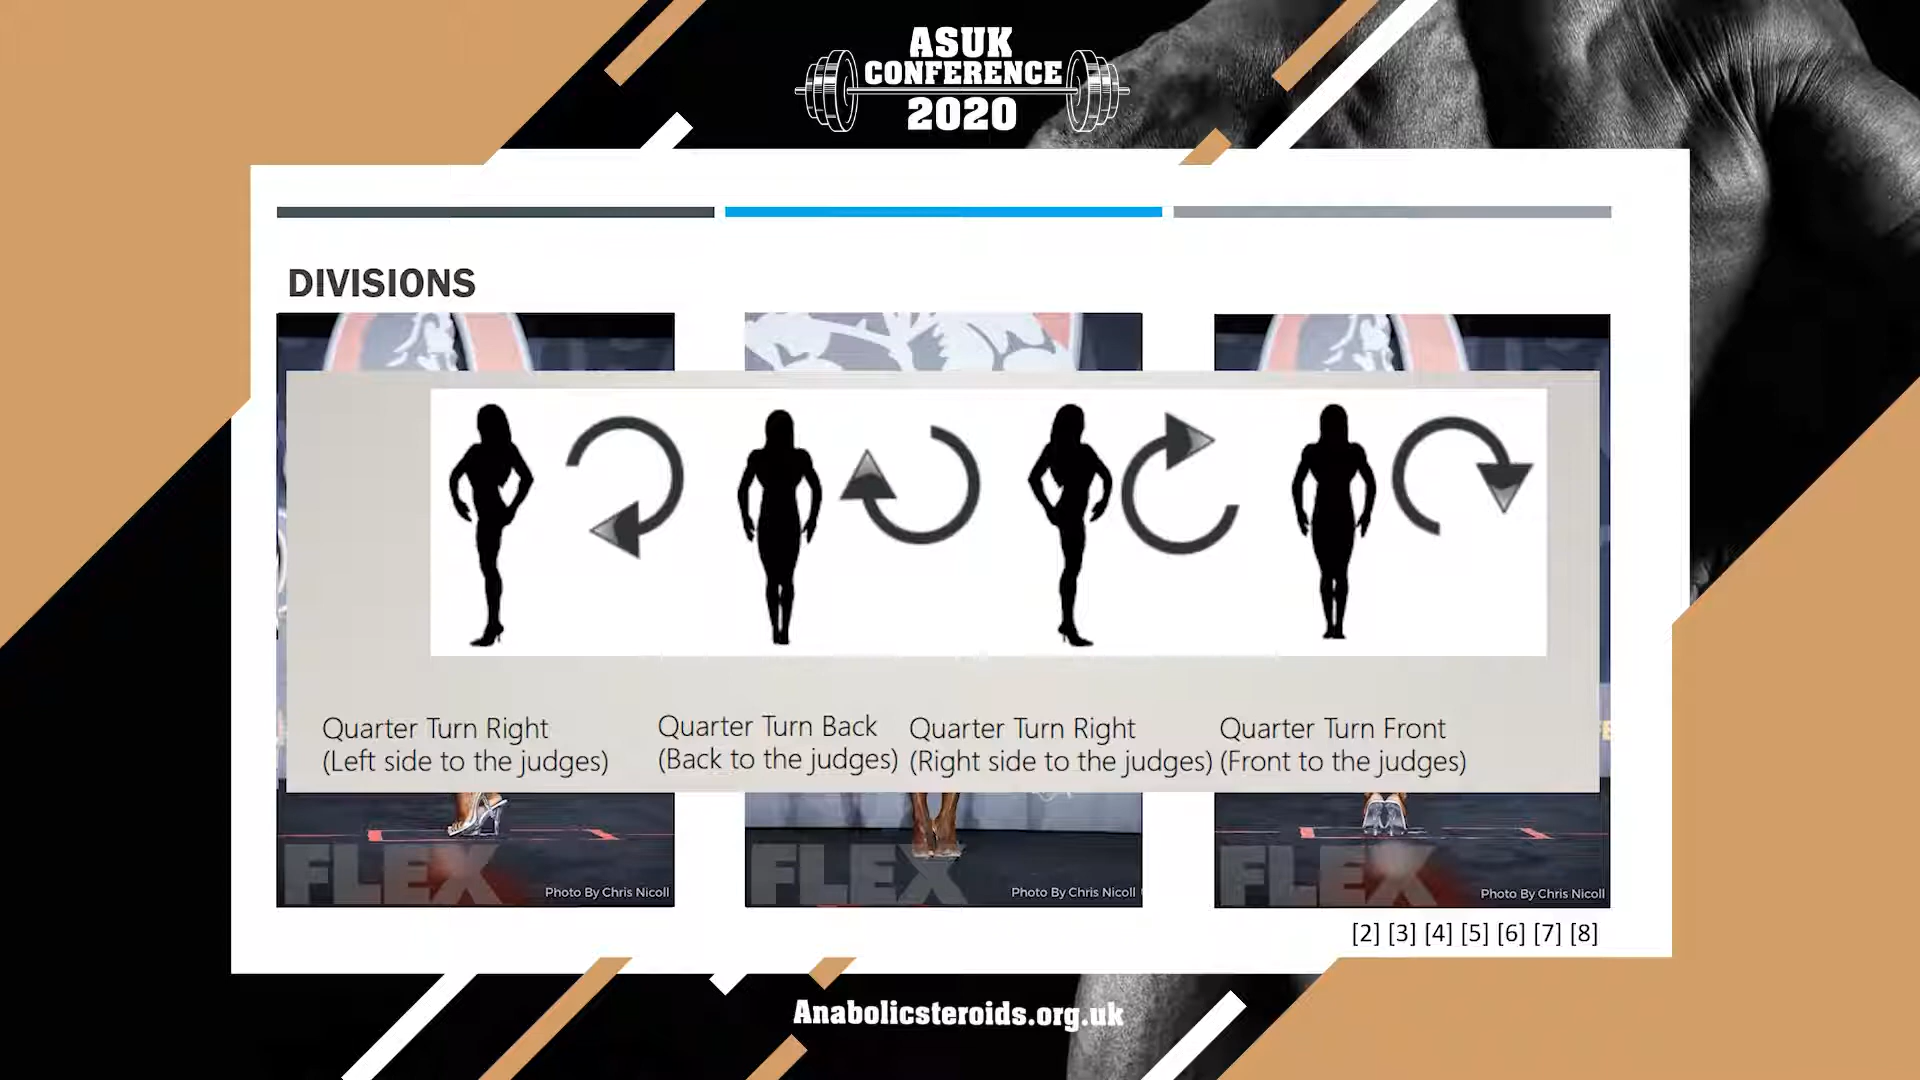 ASUK
CONFERENCE
2020
DIVISIONS
Quarter Turn Right
(Left side to the judges)
Quarter Turn Back
(Back to the judges)
Quarter Turn Right
(Right side to the judges)
Quarter Turn Front
(Front to the judges)
FLEX
Photo By Chris Nicoll
FLEX
Photo By Chris Nicoll
FLEX
Photo By Chris Nicoll
[2] [3] [4] [5] [6] [7] [8]
Anabolicsteroids.org.uk